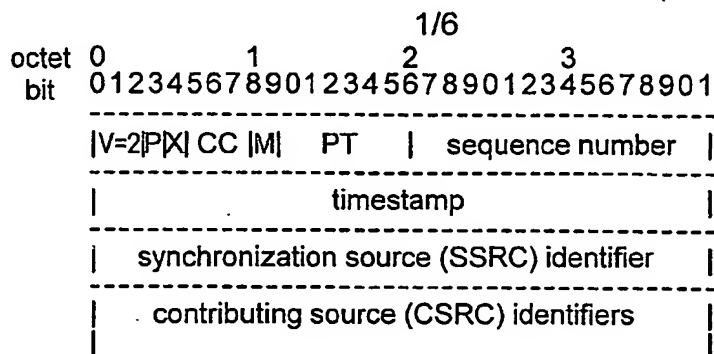 1/6
octet 0 1 2 3
bit 01234567890123456789012345678901
|V=2|P|X| CC |M| PT | sequence number |
| timestamp |
| synchronization source (SSRC) identifier |
| contributing source (CSRC) identifiers |